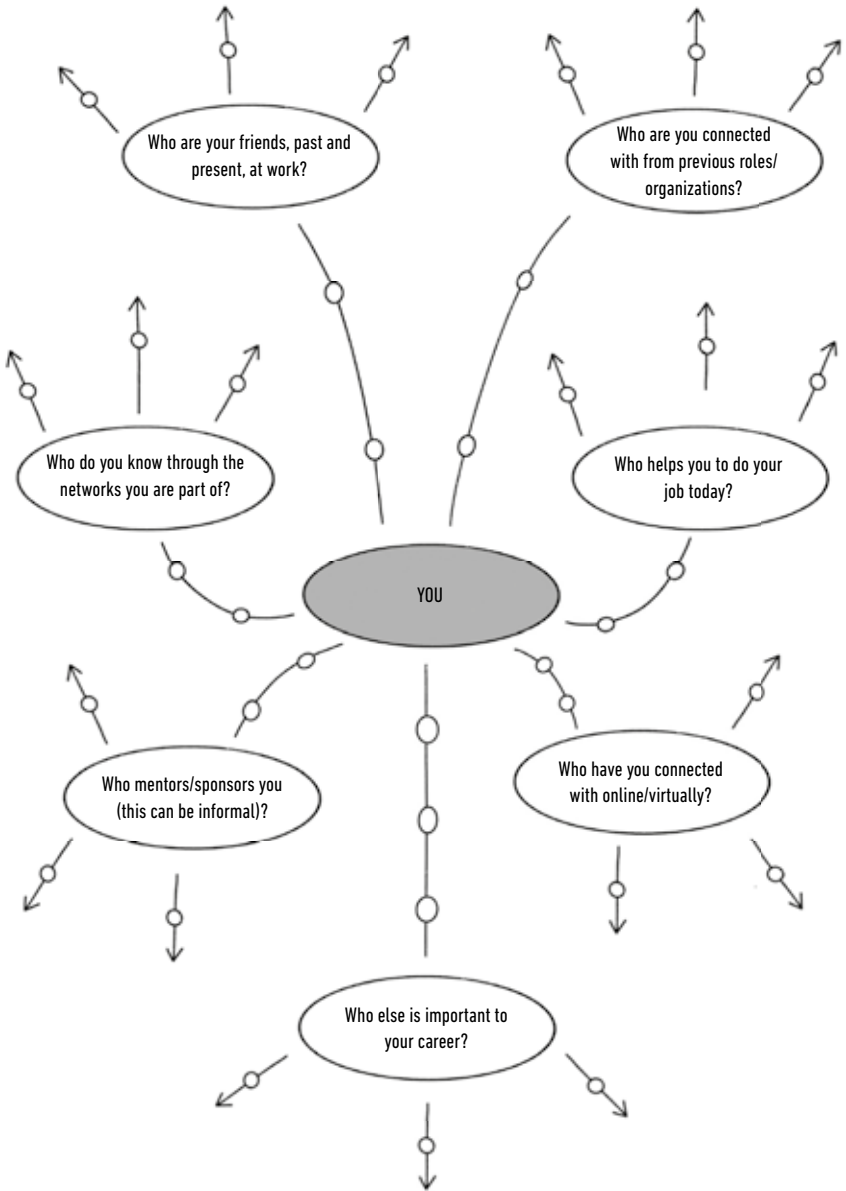 Who are your friends, past and
present, at work?
Who are you connected
with from previous roles/
organizations?
Who do you know through the
networks you are part of?
Who helps you to do your
job today?
YOU
Who mentors/sponsors you
(this can be informal)?
Who have you connected
with online/virtually?
Who else is important to
your career?